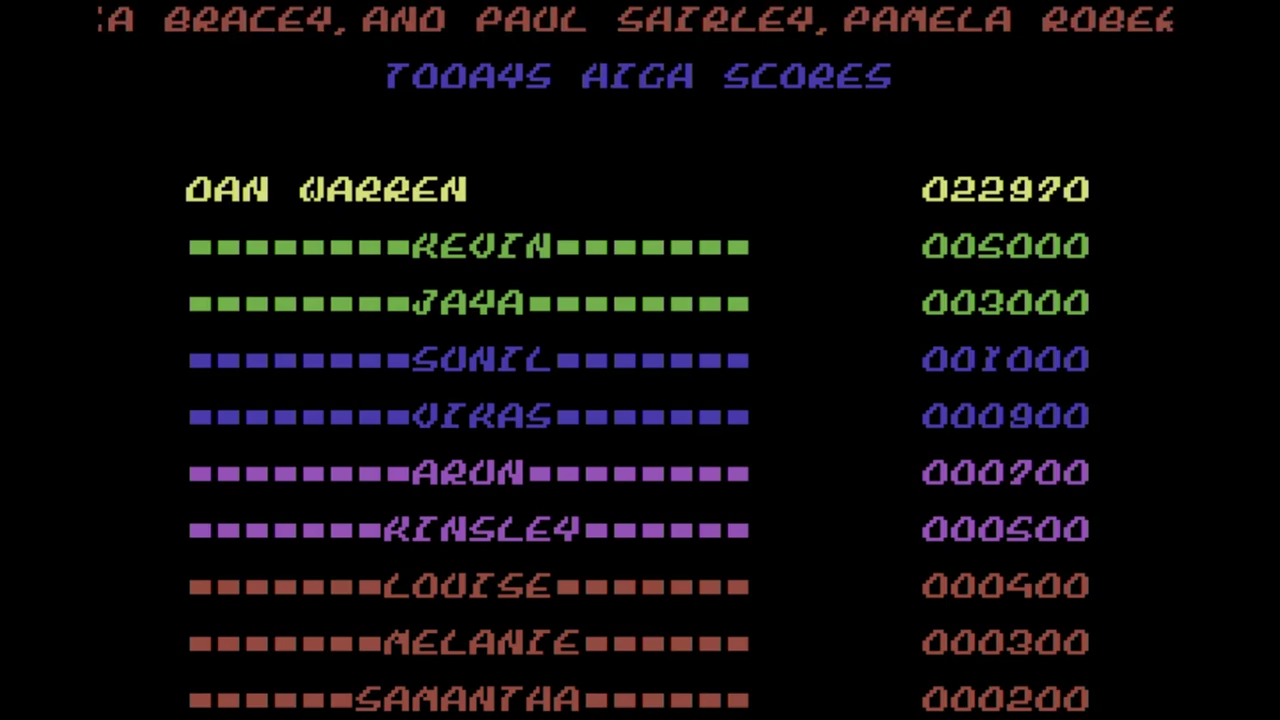 A BRACEY, AND PAUL SHIRLEY, PAMELA ROBER
TODAYS HIGH SCORES
DAN WARREN 022970
■■■■■■■■KEVIN■■■■■■■ 005000
■■■■■■■■JAYA■■■■■■■■ 003000
■■■■■■■■SUNIL■■■■■■■ 001000
■■■■■■■■VIKAS■■■■■■■ 000900
■■■■■■■■ARUN■■■■■■■■ 000700
■■■■■■■KINSLEY■■■■■■ 000500
■■■■■■■LOUISE■■■■■■■ 000400
■■■■■■■MELANIE■■■■■■ 000300
■■■■■■SAMANTHA■■■■■■ 000200